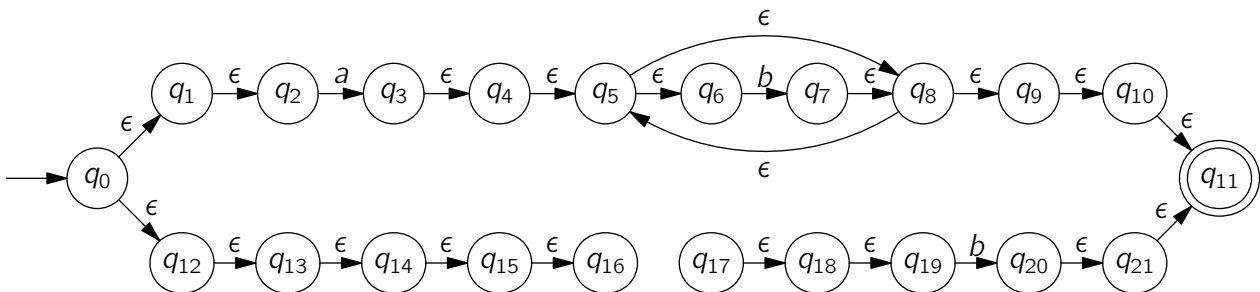 ϵ
q₁ ϵ q₂ a q₃ ϵ q₄ ϵ q₅ ϵ q₆ b q₇ ϵ q₈ ϵ q₉ ϵ q₁₀
ϵ ϵ
ϵ
q₀ q₁₁
ϵ ϵ
q₁₂ ϵ q₁₃ ϵ q₁₄ ϵ q₁₅ ϵ q₁₆ q₁₇ ϵ q₁₈ ϵ q₁₉ b q₂₀ ϵ q₂₁